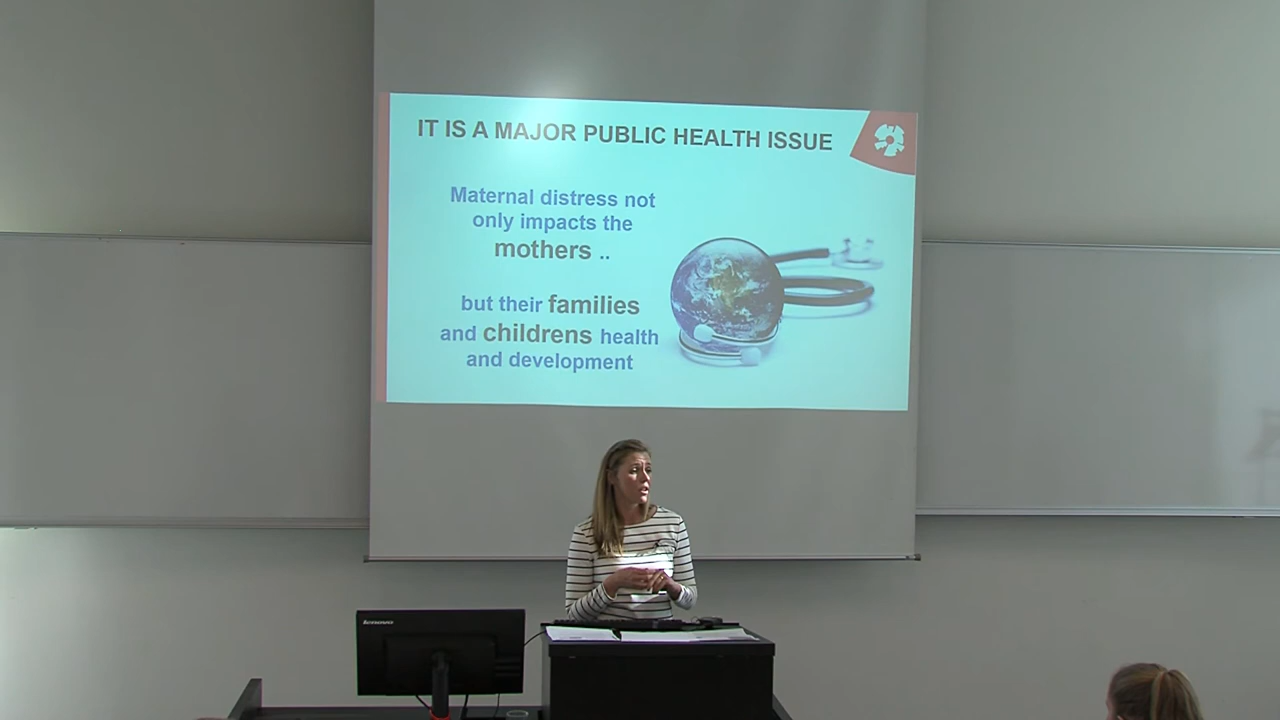 IT IS A MAJOR PUBLIC HEALTH ISSUE
Maternal distress not
only impacts the
mothers ..
but their families
and childrens health
and development
lenovo